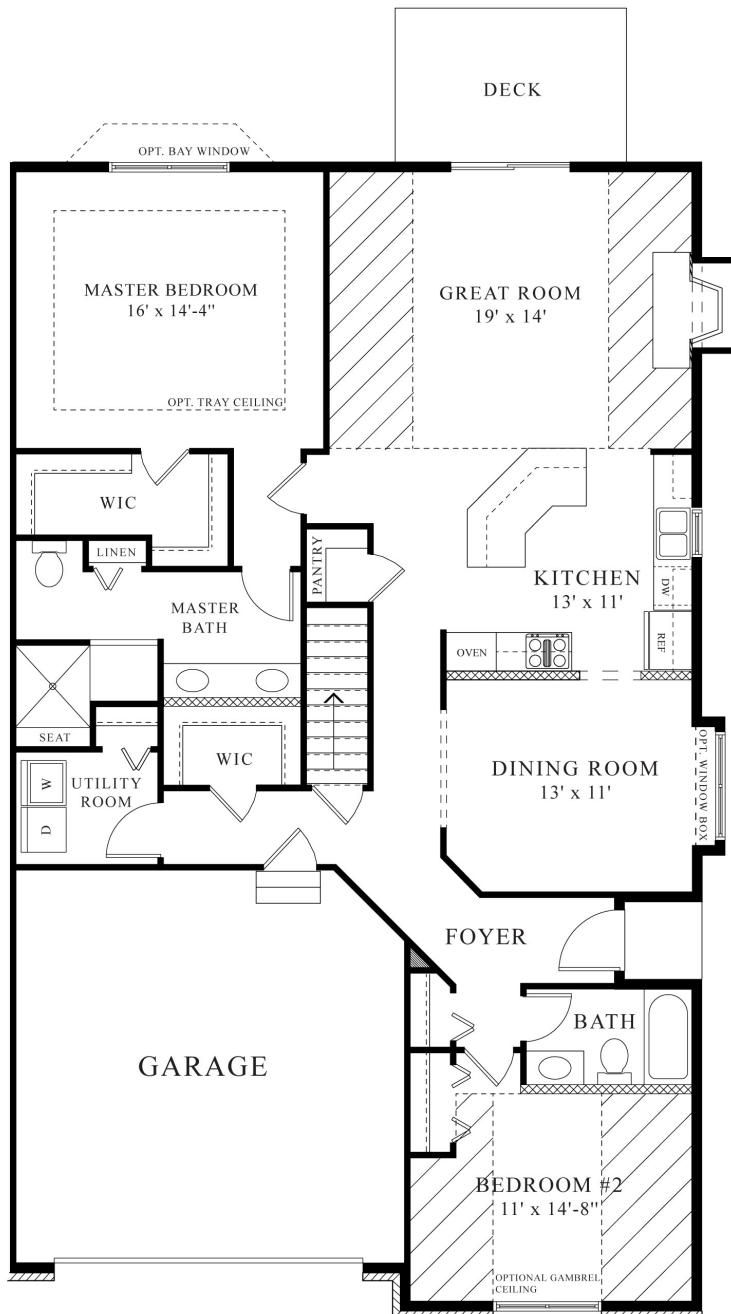 DECK
OPT. BAY WINDOW
MASTER BEDROOM
16' x 14'-4"
OPT. TRAY CEILING
GREAT ROOM
19' x 14'
WIC
LINEN
PANTRY
MASTER
BATH
KITCHEN
13' x 11'
DW
REF
OVEN
SEAT
WIC
W
D
UTILITY
ROOM
DINING ROOM
13' x 11'
OPT. WINDOW BOX
FOYER
BATH
GARAGE
BEDROOM #2
11' x 14'-8"
OPTIONAL GAMBREL
CEILING